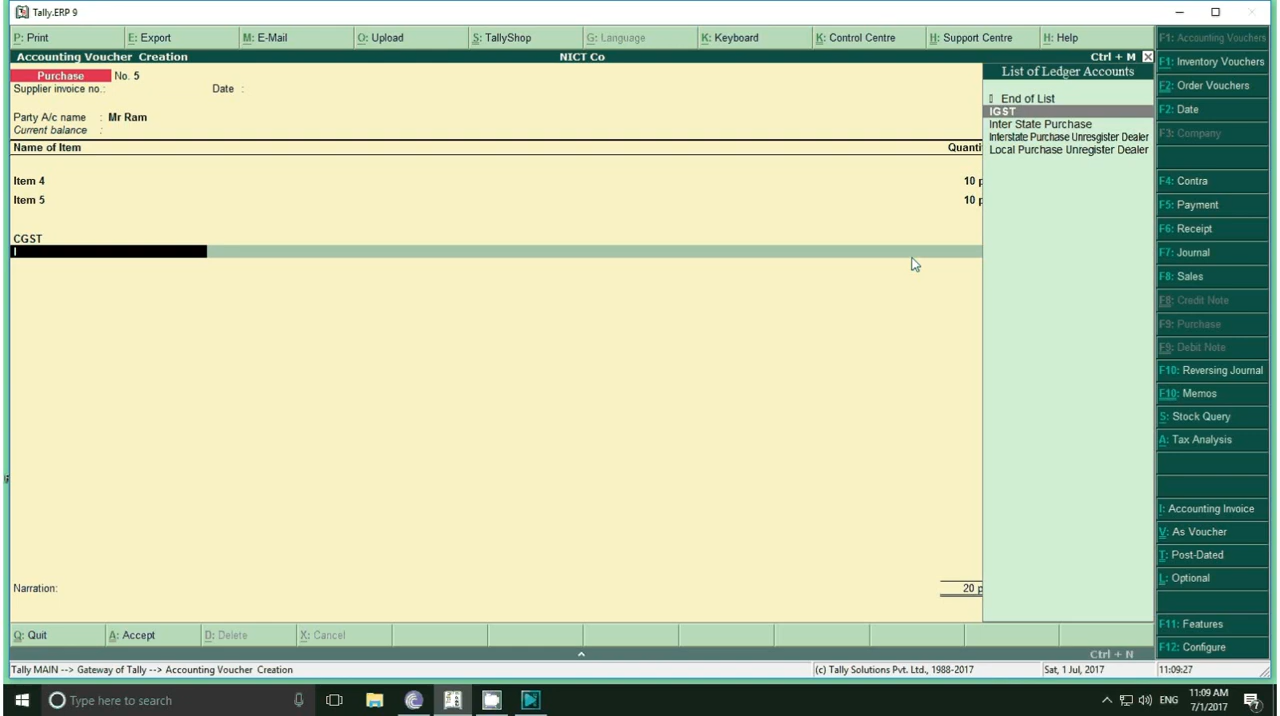 Tally.ERP 9
P: Print E: Export M: E-Mail O: Upload S: TallyShop G: Language K: Keyboard K: Control Centre H: Support Centre H: Help
Accounting Voucher Creation NICT Co Ctrl + M
Purchase No. 5
Supplier invoice no.: Date :
Party A/c name : Mr Ram
Current balance :
Name of Item Quanti
Item 4 10 p
Item 5 10 p
CGST
Narration: 20 p
List of Ledger Accounts
End of List
IGST
Inter State Purchase
Interstate Purchase Unresgister Dealer
Local Purchase Unregister Dealer
F1: Accounting Vouchers
F1: Inventory Vouchers
F2: Order Vouchers
F2: Date
F3: Company
F4: Contra
F5: Payment
F6: Receipt
F7: Journal
F8: Sales
F8: Credit Note
F9: Purchase
F9: Debit Note
F10: Reversing Journal
F10: Memos
S: Stock Query
A: Tax Analysis
I: Accounting Invoice
V: As Voucher
T: Post-Dated
L: Optional
F11: Features
F12: Configure
Q: Quit A: Accept D: Delete X: Cancel
Ctrl + N
Tally MAIN --> Gateway of Tally --> Accounting Voucher Creation (c) Tally Solutions Pvt. Ltd., 1988-2017 Sat, 1 Jul, 2017 11:09:27
Type here to search ENG 11:09 AM
7/1/2017 7